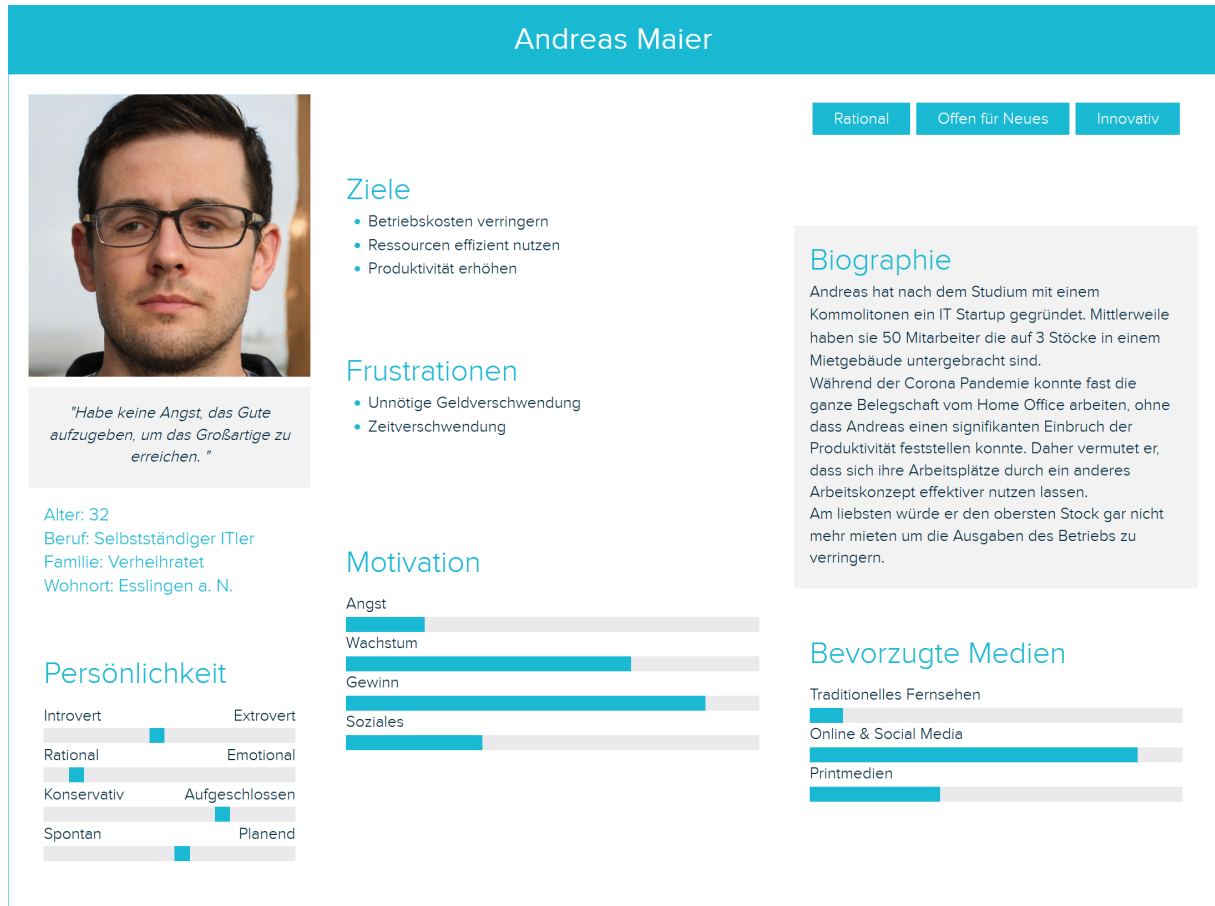 Andreas Maier
"Habe keine Angst, das Gute
aufzugeben, um das Großartige zu
erreichen. "
Alter: 32
Beruf: Selbstständiger ITler
Familie: Verheihratet
Wohnort: Esslingen a. N.
Persönlichkeit
Introvert Extrovert
Rational Emotional
Konservativ Aufgeschlossen
Spontan Planend
Ziele
Betriebskosten verringern
Ressourcen effizient nutzen
Produktivität erhöhen
Frustrationen
Unnötige Geldverschwendung
Zeitverschwendung
Motivation
Angst
Wachstum
Gewinn
Soziales
Rational Offen für Neues Innovativ
Biographie
Andreas hat nach dem Studium mit einem
Kommolitonen ein IT Startup gegründet. Mittlerweile
haben sie 50 Mitarbeiter die auf 3 Stöcke in einem
Mietgebäude untergebracht sind.
Während der Corona Pandemie konnte fast die
ganze Belegschaft vom Home Office arbeiten, ohne
dass Andreas einen signifikanten Einbruch der
Produktivität feststellen konnte. Daher vermutet er,
dass sich ihre Arbeitsplätze durch ein anderes
Arbeitskonzept effektiver nutzen lassen.
Am liebsten würde er den obersten Stock gar nicht
mehr mieten um die Ausgaben des Betriebs zu
verringern.
Bevorzugte Medien
Traditionelles Fernsehen
Online & Social Media
Printmedien